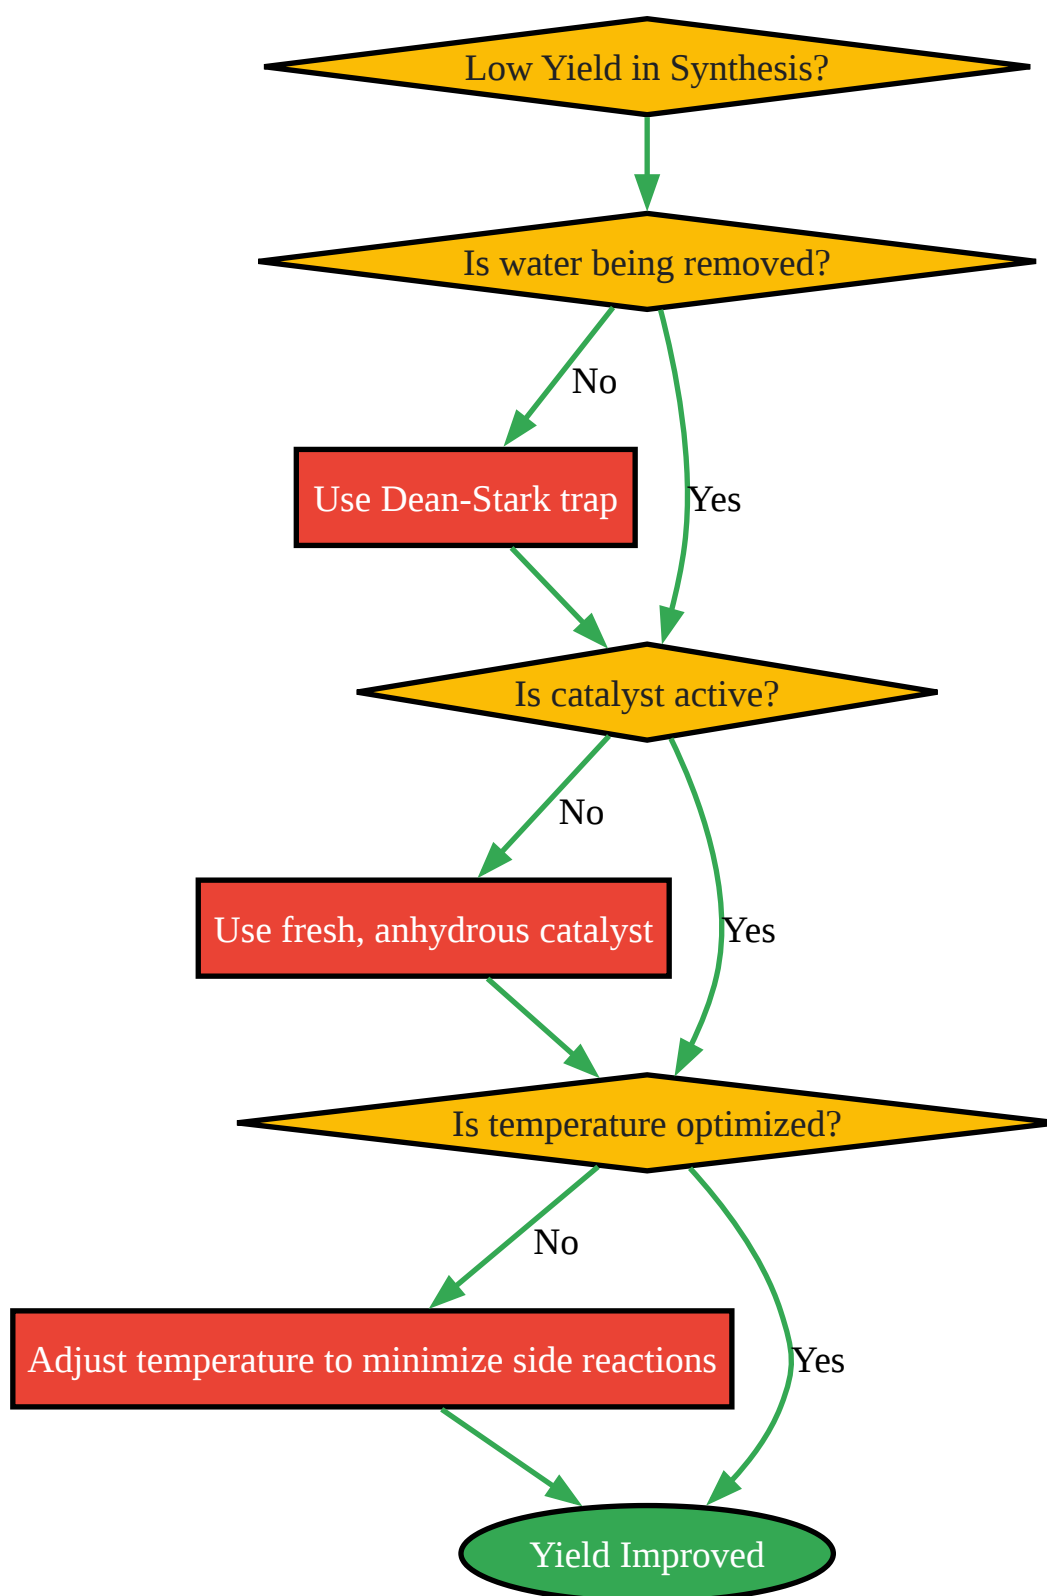 Low Yield in Synthesis?
Is water being removed?
No
Use Dean-Stark trap
Yes
Is catalyst active?
No
Use fresh, anhydrous catalyst
Yes
Is temperature optimized?
No
Adjust temperature to minimize side reactions
Yes
Yield Improved